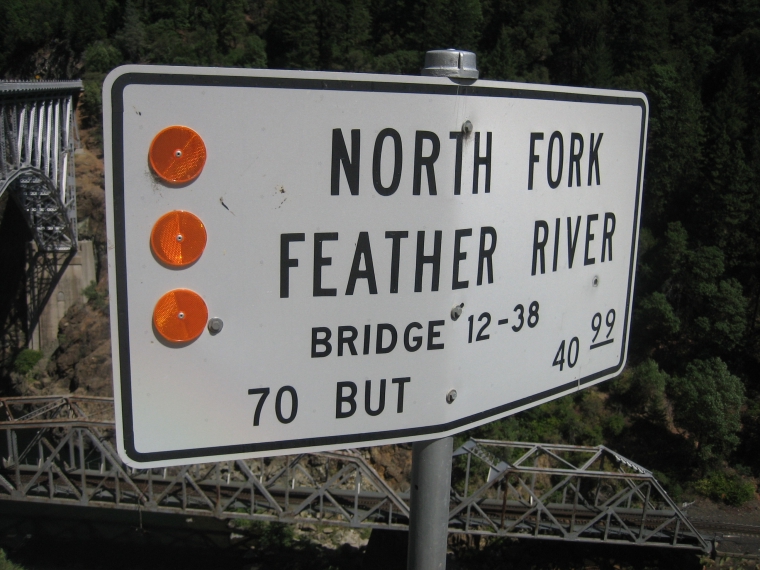 NORTH FORK
FEATHER RIVER
BRIDGE 12-38
70 BUT 40 99